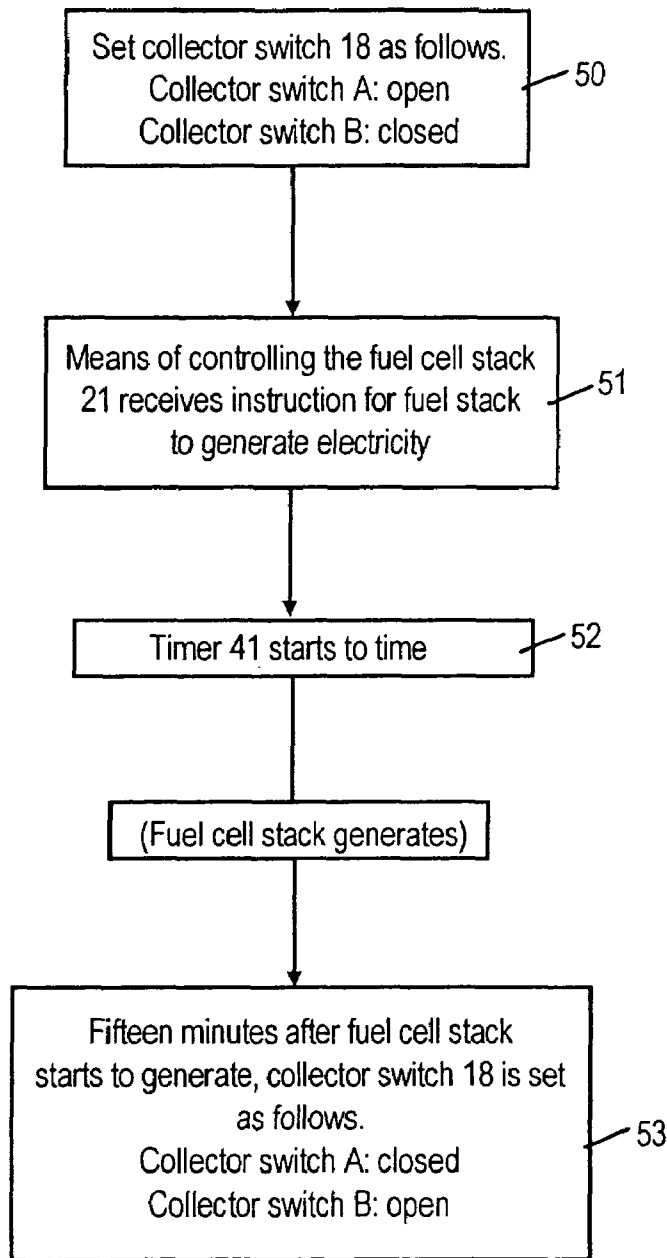 Set collector switch 18 as follows.
Collector switch A: open
Collector switch B: closed
50
Means of controlling the fuel cell stack
21 receives instruction for fuel stack
to generate electricity
51
Timer 41 starts to time
52
(Fuel cell stack generates)
Fifteen minutes after fuel cell stack
starts to generate, collector switch 18 is set
as follows.
Collector switch A: closed
Collector switch B: open
53